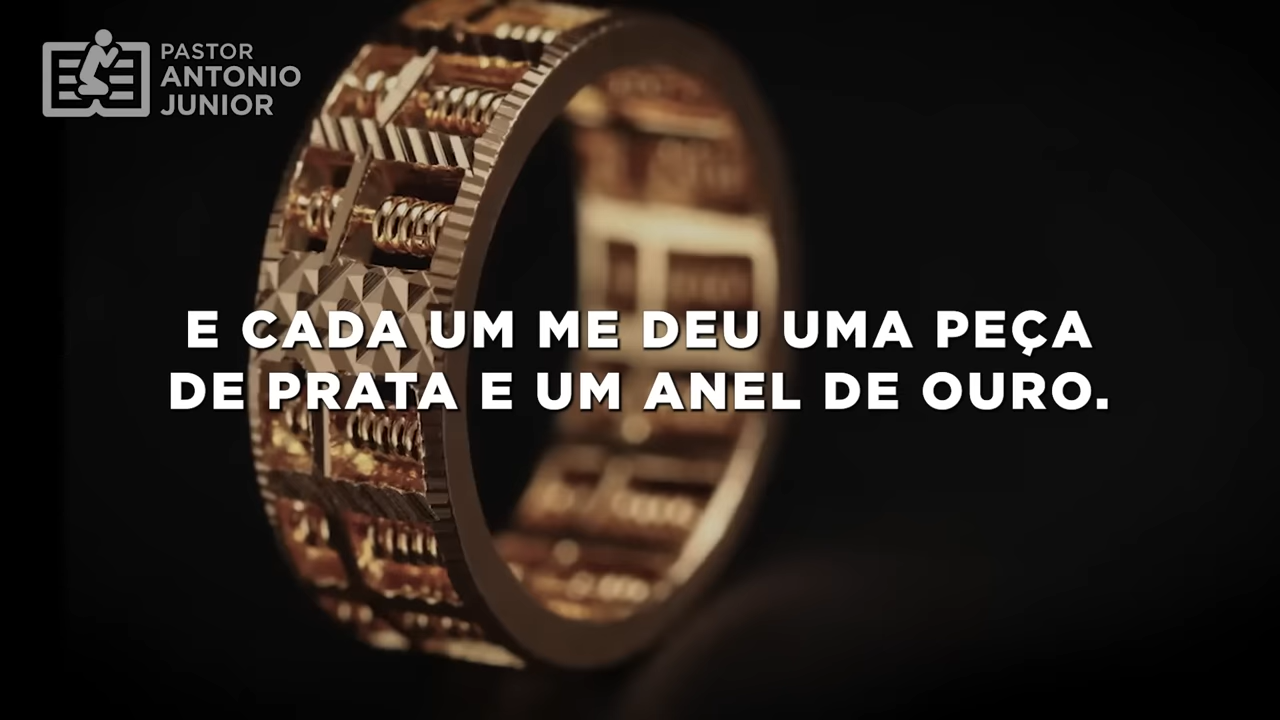 PASTOR
ANTONIO
JUNIOR
E CADA UM ME DEU UMA PEÇA
DE PRATA E UM ANEL DE OURO.